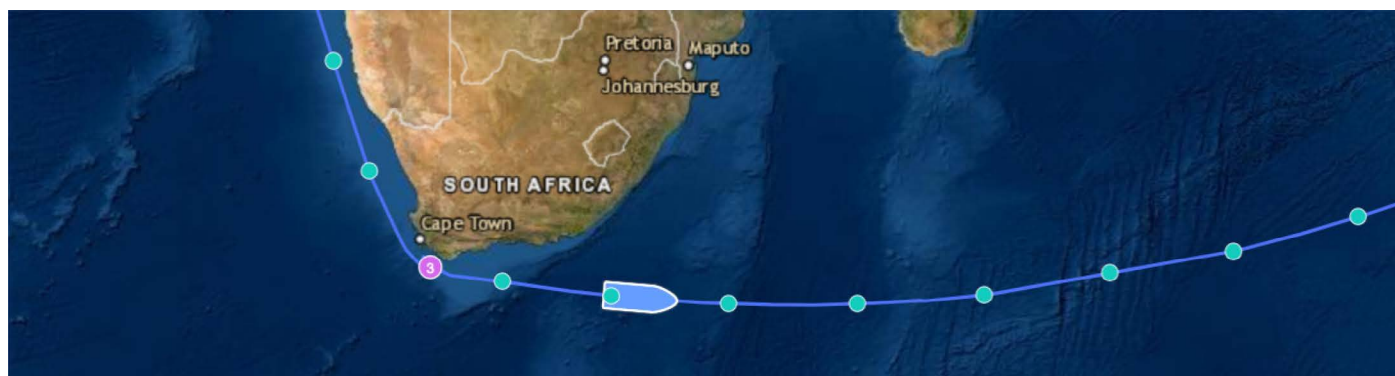 Pretoria
Maputo
Johannesburg
SOUTH AFRICA
Cape Town
3